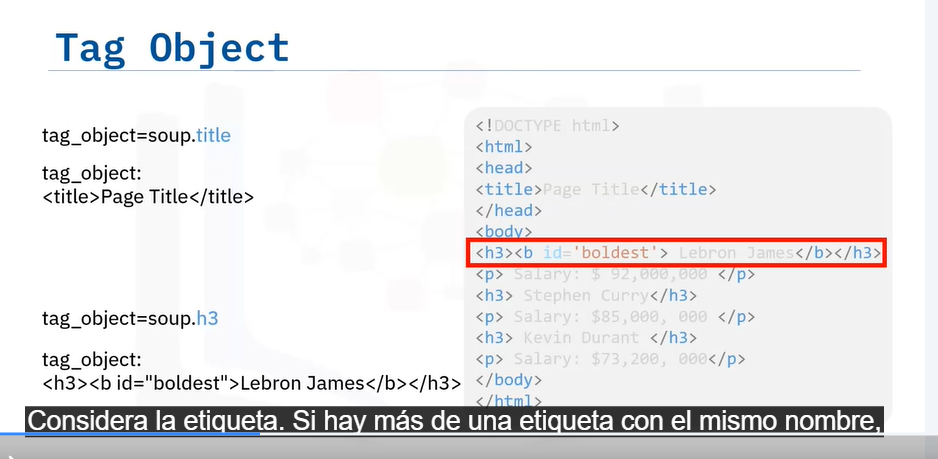 Tag Object
tag_object=soup.title
tag_object:
<title>Page Title</title>
tag_object=soup.h3
tag_object:
<h3><b id="boldest">Lebron James</b></h3>
<!DOCTYPE html>
<html>
<head>
<title>Page Title</title>
</head>
<body>
<h3><b id='boldest'> Lebron James</b></h3>
<p> Salary: $ 92,000,000 </p>
<h3> Stephen Curry</h3>
<p> Salary: $85,000, 000 </p>
<h3> Kevin Durant </h3>
<p> Salary: $73,200, 000</p>
</body>
</html>
Considera la etiqueta. Si hay más de una etiqueta con el mismo nombre,